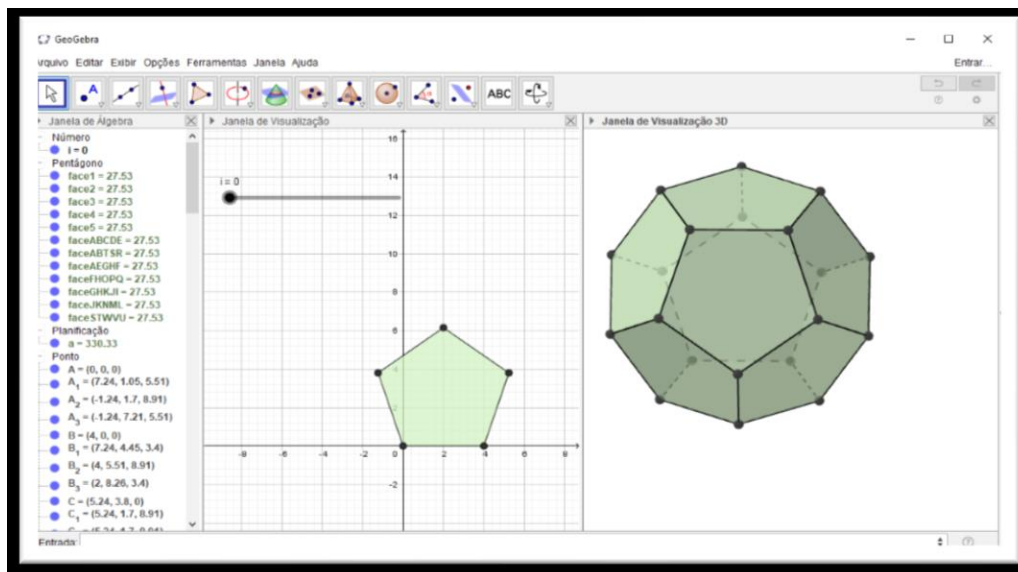 GeoGebra
rquivo Editar Exibir Opções Ferramentas Janela Ajuda
Entrar...
ABC
Janela de Álgebra
Janela de Visualização
Janela de Visualização 3D
Número
i = 0
Pentágono
face1 = 27.53
face2 = 27.53
face3 = 27.53
face4 = 27.53
face5 = 27.53
faceABCDE = 27.53
faceABTSR = 27.53
faceAEGHF = 27.53
faceFHOPQ = 27.53
faceGHKJI = 27.53
faceJKNML = 27.53
faceSTWVU = 27.53
Planificação
a = 330.33
Ponto
A = (0, 0, 0)
A1 = (7.24, 1.05, 5.51)
A2 = (-1.24, 1.7, 8.91)
A3 = (-1.24, 7.21, 5.51)
B = (4, 0, 0)
B1 = (7.24, 4.45, 3.4)
B2 = (4, 5.51, 8.91)
B3 = (2, 8.26, 3.4)
C = (5.24, 3.8, 0)
C1 = (5.24, 1.7, 8.91)
i = 0
16
14
12
10
8
6
4
2
-8 -6 -4 -2 0 2 4 6 8
-2
Entrada: